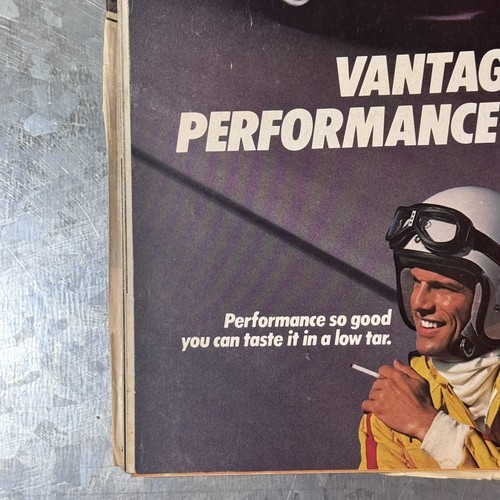 VANTAG
PERFORMANCE
Performance so good
you can taste it in a low tar.